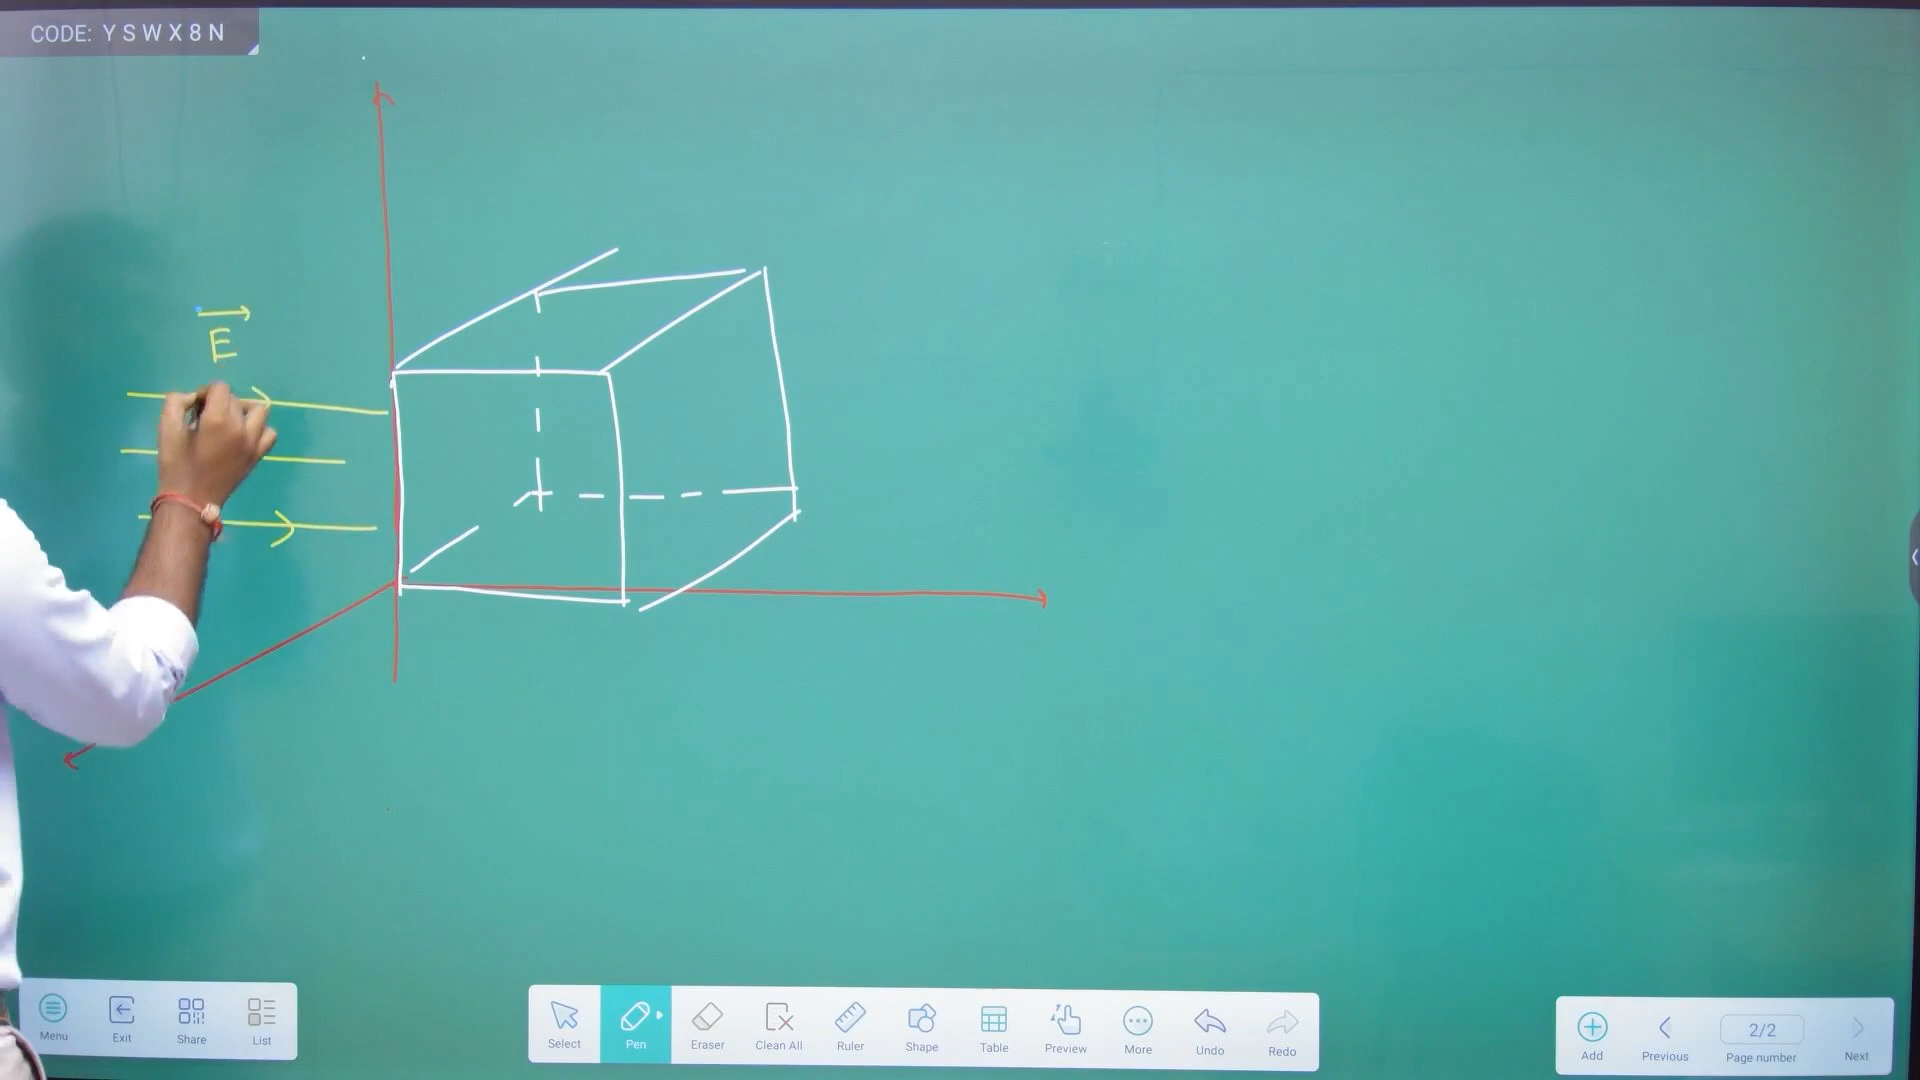 CODE: YSWX8N
E
Menu
Exit
Share
List
Select
Pen
Eraser
Clean All
Ruler
Shape
Table
Preview
More
Undo
Redo
Add
Previous
2/2
Page number
Next